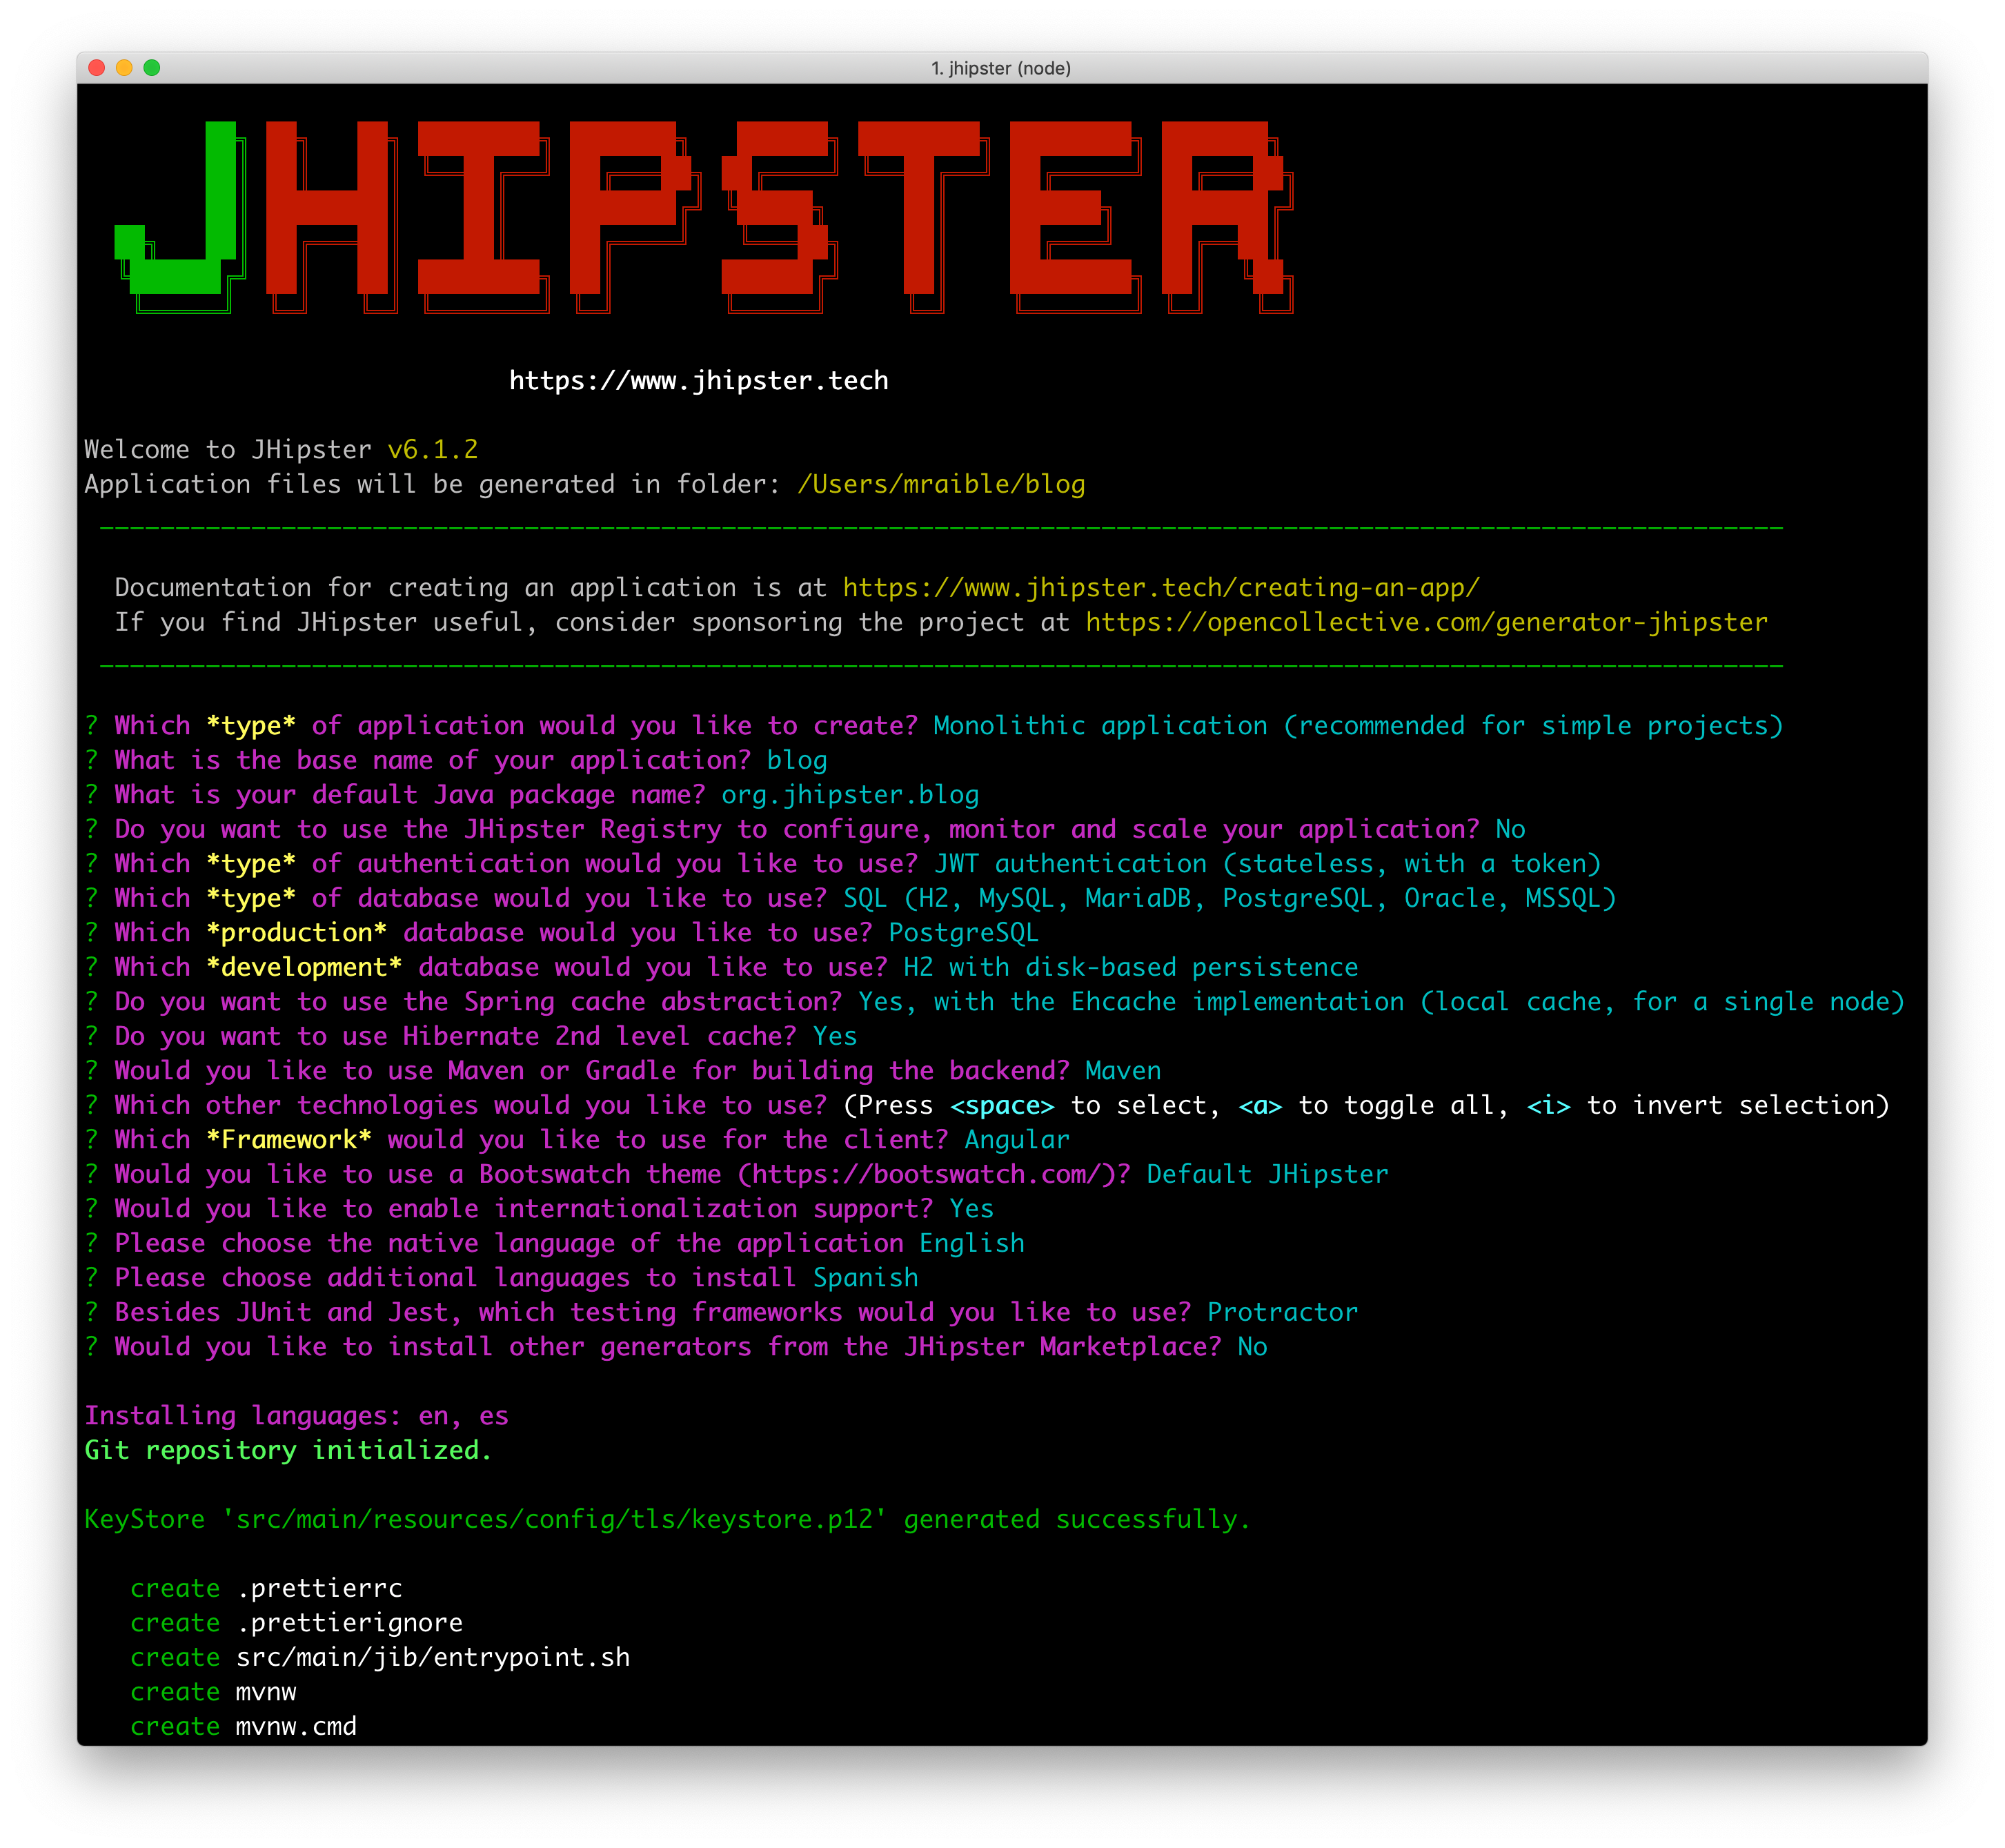 1. jhipster (node)
JHIPSTER
https://www.jhipster.tech
Welcome to JHipster v6.1.2
Application files will be generated in folder: /Users/mraible/blog
Documentation for creating an application is at https://www.jhipster.tech/creating-an-app/
If you find JHipster useful, consider sponsoring the project at https://opencollective.com/generator-jhipster
? Which *type* of application would you like to create? Monolithic application (recommended for simple projects)
? What is the base name of your application? blog
? What is your default Java package name? org.jhipster.blog
? Do you want to use the JHipster Registry to configure, monitor and scale your application? No
? Which *type* of authentication would you like to use? JWT authentication (stateless, with a token)
? Which *type* of database would you like to use? SQL (H2, MySQL, MariaDB, PostgreSQL, Oracle, MSSQL)
? Which *production* database would you like to use? PostgreSQL
? Which *development* database would you like to use? H2 with disk-based persistence
? Do you want to use the Spring cache abstraction? Yes, with the Ehcache implementation (local cache, for a single node)
? Do you want to use Hibernate 2nd level cache? Yes
? Would you like to use Maven or Gradle for building the backend? Maven
? Which other technologies would you like to use? (Press <space> to select, <a> to toggle all, <i> to invert selection)
? Which *Framework* would you like to use for the client? Angular
? Would you like to use a Bootswatch theme (https://bootswatch.com/)? Default JHipster
? Would you like to enable internationalization support? Yes
? Please choose the native language of the application English
? Please choose additional languages to install Spanish
? Besides JUnit and Jest, which testing frameworks would you like to use? Protractor
? Would you like to install other generators from the JHipster Marketplace? No
Installing languages: en, es
Git repository initialized.
KeyStore 'src/main/resources/config/tls/keystore.p12' generated successfully.
create .prettierrc
create .prettierignore
create src/main/jib/entrypoint.sh
create mvnw
create mvnw.cmd